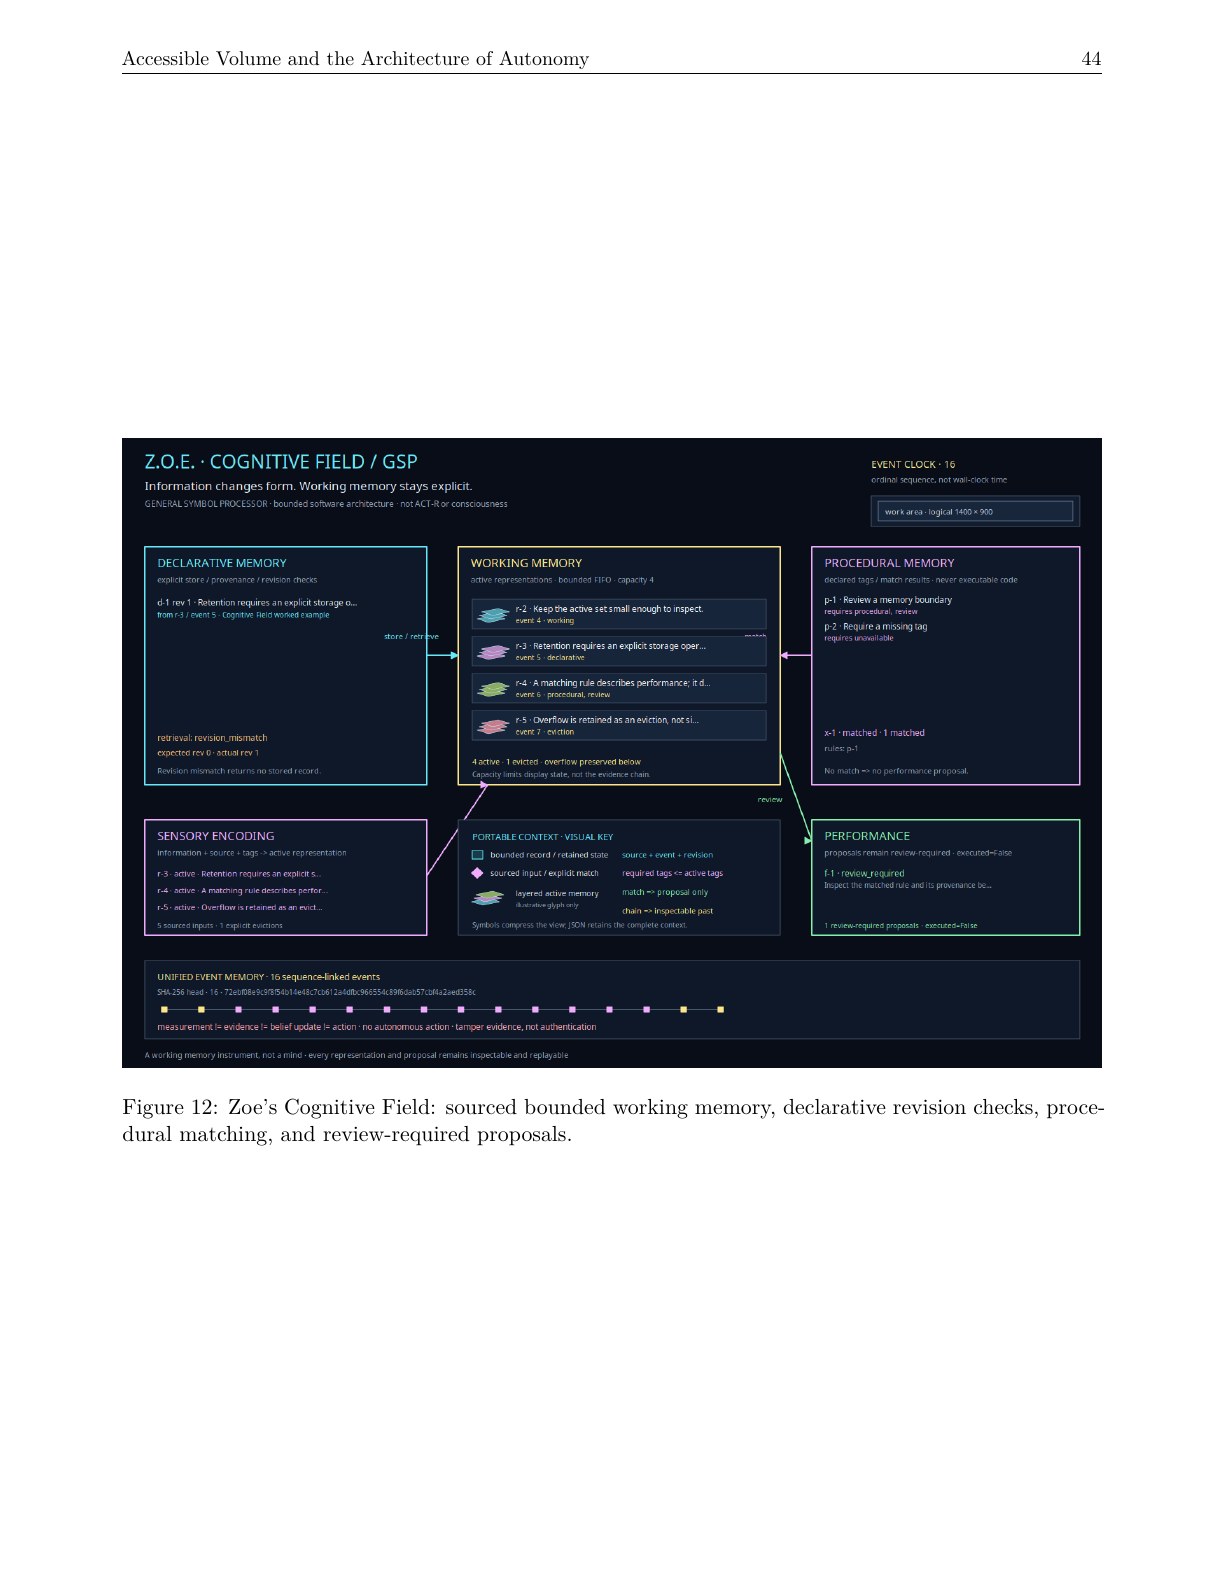 Accessible Volume and the Architecture of Autonomy 44
Z.O.E. · COGNITIVE FIELD / GSP
Information changes form. Working memory stays explicit.
GENERAL SYMBOL PROCESSOR · bounded software architecture · not ACT-R or consciousness
EVENT CLOCK · 16
ordinal sequence, not wall-clock time
work area · logical 1400 × 900
DECLARATIVE MEMORY
explicit store / provenance / revision checks
d-1 rev 1 · Retention requires an explicit storage o...
from r-3 / event 5 · Cognitive Field worked example
store / retrieve
retrieval: revision_mismatch
expected rev 0 · actual rev 1
Revision mismatch returns no stored record.
WORKING MEMORY
active representations · bounded FIFO · capacity 4
r-2 · Keep the active set small enough to inspect.
event 4 · working
match
r-3 · Retention requires an explicit storage oper...
event 5 · declarative
r-4 · A matching rule describes performance; it d...
event 6 · procedural, review
r-5 · Overflow is retained as an eviction, not si...
event 7 · eviction
4 active · 1 evicted · overflow preserved below
Capacity limits display state, not the evidence chain.
PROCEDURAL MEMORY
declared tags / match results · never executable code
p-1 · Review a memory boundary
requires procedural, review
p-2 · Require a missing tag
requires unavailable
x-1 · matched · 1 matched
rules: p-1
No match => no performance proposal.
review
SENSORY ENCODING
information + source + tags -> active representation
r-3 · active · Retention requires an explicit s...
r-4 · active · A matching rule describes perfor...
r-5 · active · Overflow is retained as an evict...
5 sourced inputs · 1 explicit evictions
PORTABLE CONTEXT · VISUAL KEY
bounded record / retained state source + event + revision
sourced input / explicit match required tags <= active tags
layered active memory match => proposal only
illustrative glyph only
chain => inspectable past
Symbols compress the view; JSON retains the complete context.
PERFORMANCE
proposals remain review-required · executed=False
f-1 · review_required
Inspect the matched rule and its provenance be...
1 review-required proposals · executed=False
UNIFIED EVENT MEMORY · 16 sequence-linked events
SHA-256 head · 16 ·
measurement != evidence != belief update != action · no autonomous action · tamper evidence, not authentication
A working memory instrument, not a mind · every representation and proposal remains inspectable and replayable
Figure 12: Zoe's Cognitive Field: sourced bounded working memory, declarative revision checks, proce-
dural matching, and review-required proposals.